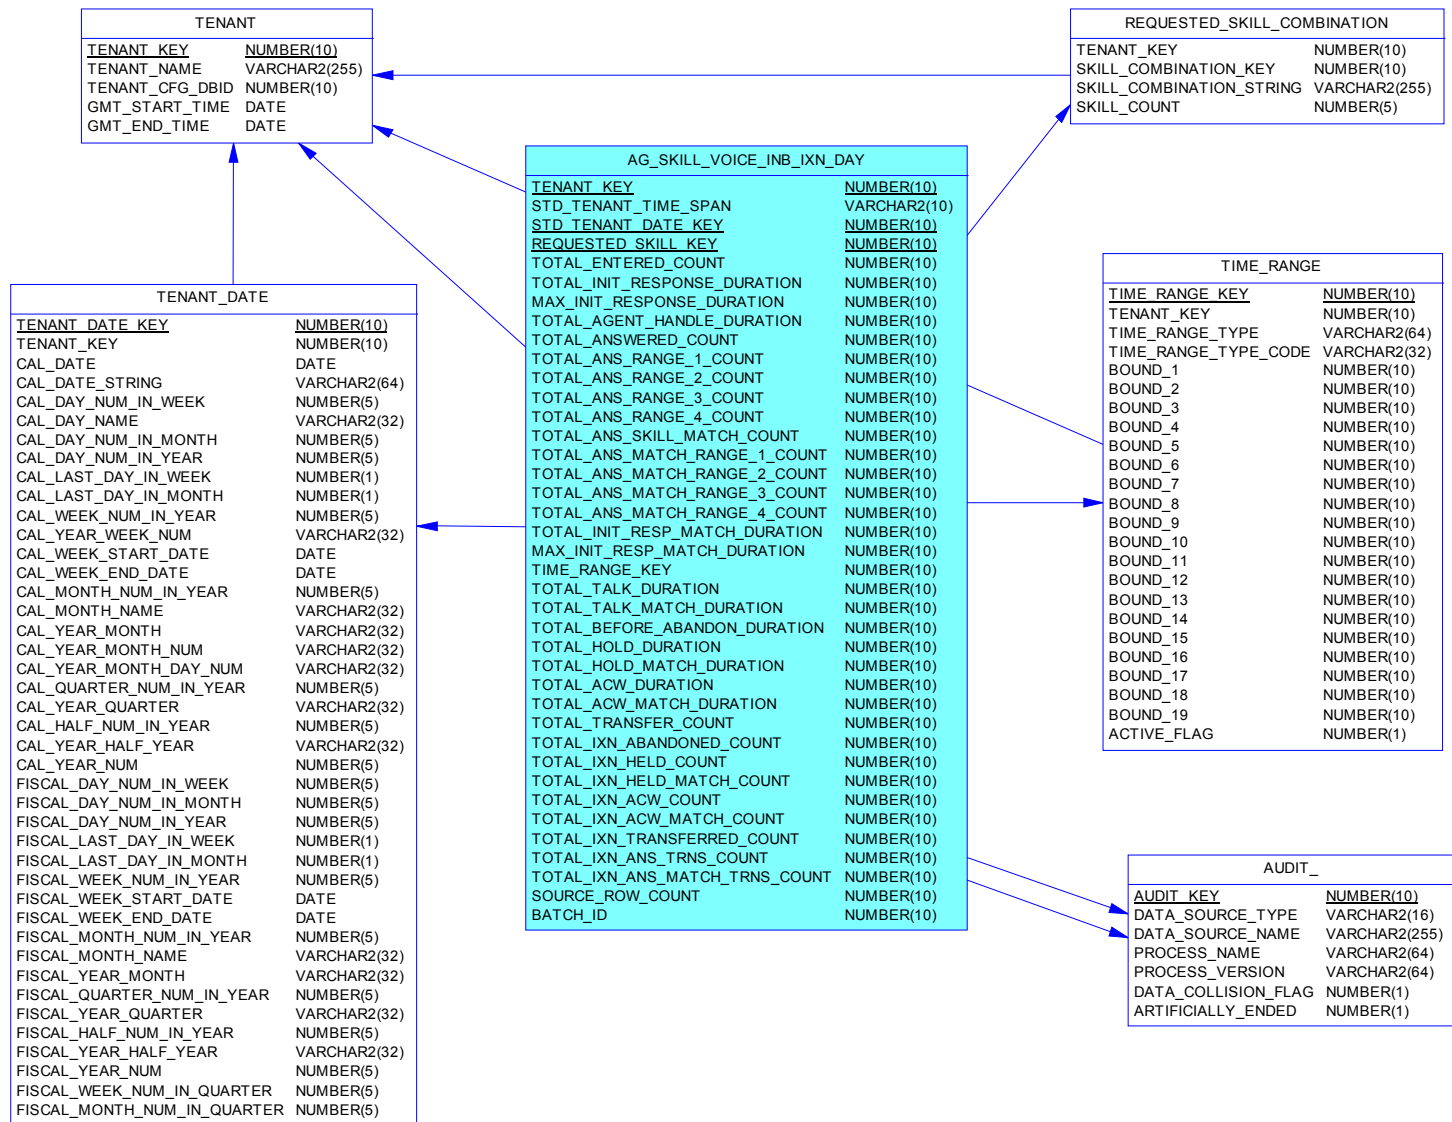 TENANT
TENANT_KEY NUMBER(10)
TENANT_NAME VARCHAR2(255)
TENANT_CFG_DBID NUMBER(10)
GMT_START_TIME DATE
GMT_END_TIME DATE
REQUESTED_SKILL_COMBINATION
TENANT_KEY NUMBER(10)
SKILL_COMBINATION_KEY NUMBER(10)
SKILL_COMBINATION_STRING VARCHAR2(255)
SKILL_COUNT NUMBER(5)
AG_SKILL_VOICE_INB_IXN_DAY
TENANT_KEY NUMBER(10)
STD_TENANT_TIME_SPAN VARCHAR2(10)
STD_TENANT_DATE_KEY NUMBER(10)
REQUESTED_SKILL_KEY NUMBER(10)
TOTAL_ENTERED_COUNT NUMBER(10)
TOTAL_INIT_RESPONSE_DURATION NUMBER(10)
MAX_INIT_RESPONSE_DURATION NUMBER(10)
TOTAL_AGENT_HANDLE_DURATION NUMBER(10)
TOTAL_ANSWERED_COUNT NUMBER(10)
TOTAL_ANS_RANGE_1_COUNT NUMBER(10)
TOTAL_ANS_RANGE_2_COUNT NUMBER(10)
TOTAL_ANS_RANGE_3_COUNT NUMBER(10)
TOTAL_ANS_RANGE_4_COUNT NUMBER(10)
TOTAL_ANS_SKILL_MATCH_COUNT NUMBER(10)
TOTAL_ANS_MATCH_RANGE_1_COUNT NUMBER(10)
TOTAL_ANS_MATCH_RANGE_2_COUNT NUMBER(10)
TOTAL_ANS_MATCH_RANGE_3_COUNT NUMBER(10)
TOTAL_ANS_MATCH_RANGE_4_COUNT NUMBER(10)
TOTAL_INIT_RESP_MATCH_DURATION NUMBER(10)
MAX_INIT_RESP_MATCH_DURATION NUMBER(10)
TIME_RANGE_KEY NUMBER(10)
TOTAL_TALK_DURATION NUMBER(10)
TOTAL_TALK_MATCH_DURATION NUMBER(10)
TOTAL_BEFORE_ABANDON_DURATION NUMBER(10)
TOTAL_HOLD_DURATION NUMBER(10)
TOTAL_HOLD_MATCH_DURATION NUMBER(10)
TOTAL_ACW_DURATION NUMBER(10)
TOTAL_ACW_MATCH_DURATION NUMBER(10)
TOTAL_TRANSFER_COUNT NUMBER(10)
TOTAL_IXN_ABANDONED_COUNT NUMBER(10)
TOTAL_IXN_HELD_COUNT NUMBER(10)
TOTAL_IXN_HELD_MATCH_COUNT NUMBER(10)
TOTAL_IXN_ACW_COUNT NUMBER(10)
TOTAL_IXN_ACW_MATCH_COUNT NUMBER(10)
TOTAL_IXN_TRANSFERRED_COUNT NUMBER(10)
TOTAL_IXN_ANS_TRNS_COUNT NUMBER(10)
TOTAL_IXN_ANS_MATCH_TRNS_COUNT NUMBER(10)
SOURCE_ROW_COUNT NUMBER(10)
BATCH_ID NUMBER(10)
TIME_RANGE
TIME_RANGE_KEY NUMBER(10)
TENANT_KEY NUMBER(10)
TIME_RANGE_TYPE VARCHAR2(64)
TIME_RANGE_TYPE_CODE VARCHAR2(32)
BOUND_1 NUMBER(10)
BOUND_2 NUMBER(10)
BOUND_3 NUMBER(10)
BOUND_4 NUMBER(10)
BOUND_5 NUMBER(10)
BOUND_6 NUMBER(10)
BOUND_7 NUMBER(10)
BOUND_8 NUMBER(10)
BOUND_9 NUMBER(10)
BOUND_10 NUMBER(10)
BOUND_11 NUMBER(10)
BOUND_12 NUMBER(10)
BOUND_13 NUMBER(10)
BOUND_14 NUMBER(10)
BOUND_15 NUMBER(10)
BOUND_16 NUMBER(10)
BOUND_17 NUMBER(10)
BOUND_18 NUMBER(10)
BOUND_19 NUMBER(10)
ACTIVE_FLAG NUMBER(1)
TENANT_DATE
TENANT_DATE_KEY NUMBER(10)
TENANT_KEY NUMBER(10)
CAL_DATE DATE
CAL_DATE_STRING VARCHAR2(64)
CAL_DAY_NUM_IN_WEEK NUMBER(5)
CAL_DAY_NAME VARCHAR2(32)
CAL_DAY_NUM_IN_MONTH NUMBER(5)
CAL_DAY_NUM_IN_YEAR NUMBER(5)
CAL_LAST_DAY_IN_WEEK NUMBER(1)
CAL_LAST_DAY_IN_MONTH NUMBER(1)
CAL_WEEK_NUM_IN_YEAR NUMBER(5)
CAL_YEAR_WEEK_NUM VARCHAR2(32)
CAL_WEEK_START_DATE DATE
CAL_WEEK_END_DATE DATE
CAL_MONTH_NUM_IN_YEAR NUMBER(5)
CAL_MONTH_NAME VARCHAR2(32)
CAL_YEAR_MONTH VARCHAR2(32)
CAL_YEAR_MONTH_NUM VARCHAR2(32)
CAL_YEAR_MONTH_DAY_NUM VARCHAR2(32)
CAL_QUARTER_NUM_IN_YEAR NUMBER(5)
CAL_YEAR_QUARTER VARCHAR2(32)
CAL_HALF_NUM_IN_YEAR NUMBER(5)
CAL_YEAR_HALF_YEAR VARCHAR2(32)
CAL_YEAR_NUM NUMBER(5)
FISCAL_DAY_NUM_IN_WEEK NUMBER(5)
FISCAL_DAY_NUM_IN_MONTH NUMBER(5)
FISCAL_DAY_NUM_IN_YEAR NUMBER(5)
FISCAL_LAST_DAY_IN_WEEK NUMBER(1)
FISCAL_LAST_DAY_IN_MONTH NUMBER(1)
FISCAL_WEEK_NUM_IN_YEAR NUMBER(5)
FISCAL_WEEK_START_DATE DATE
FISCAL_WEEK_END_DATE DATE
FISCAL_MONTH_NUM_IN_YEAR NUMBER(5)
FISCAL_MONTH_NAME VARCHAR2(32)
FISCAL_YEAR_MONTH VARCHAR2(32)
FISCAL_QUARTER_NUM_IN_YEAR NUMBER(5)
FISCAL_YEAR_QUARTER VARCHAR2(32)
FISCAL_HALF_NUM_IN_YEAR NUMBER(5)
FISCAL_YEAR_HALF_YEAR VARCHAR2(32)
FISCAL_YEAR_NUM NUMBER(5)
FISCAL_WEEK_NUM_IN_QUARTER NUMBER(5)
FISCAL_MONTH_NUM_IN_QUARTER NUMBER(5)
AUDIT_
AUDIT_KEY NUMBER(10)
DATA_SOURCE_TYPE VARCHAR2(16)
DATA_SOURCE_NAME VARCHAR2(255)
PROCESS_NAME VARCHAR2(64)
PROCESS_VERSION VARCHAR2(64)
DATA_COLLISION_FLAG NUMBER(1)
ARTIFICIALLY_ENDED NUMBER(1)